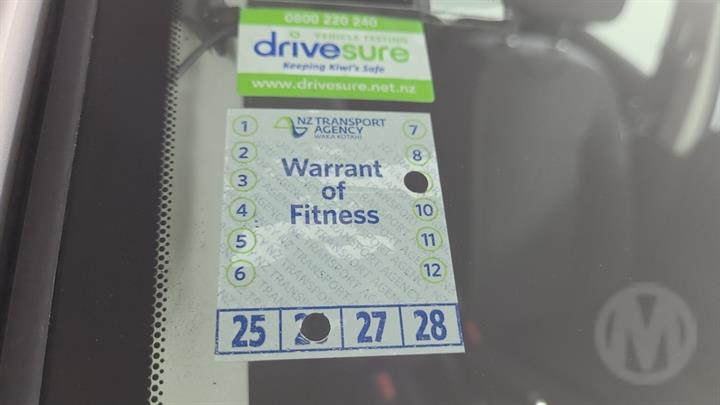 0800 220 240
VEHICLE TESTING
drivesure
Keeping Kiwi's Safe
www.drivesure.net.nz
NZ TRANSPORT
AGENCY
WAKA KOTAHI
Warrant
of
Fitness
1
2
3
4
5
6
7
8
10
11
12
25
27
28
M